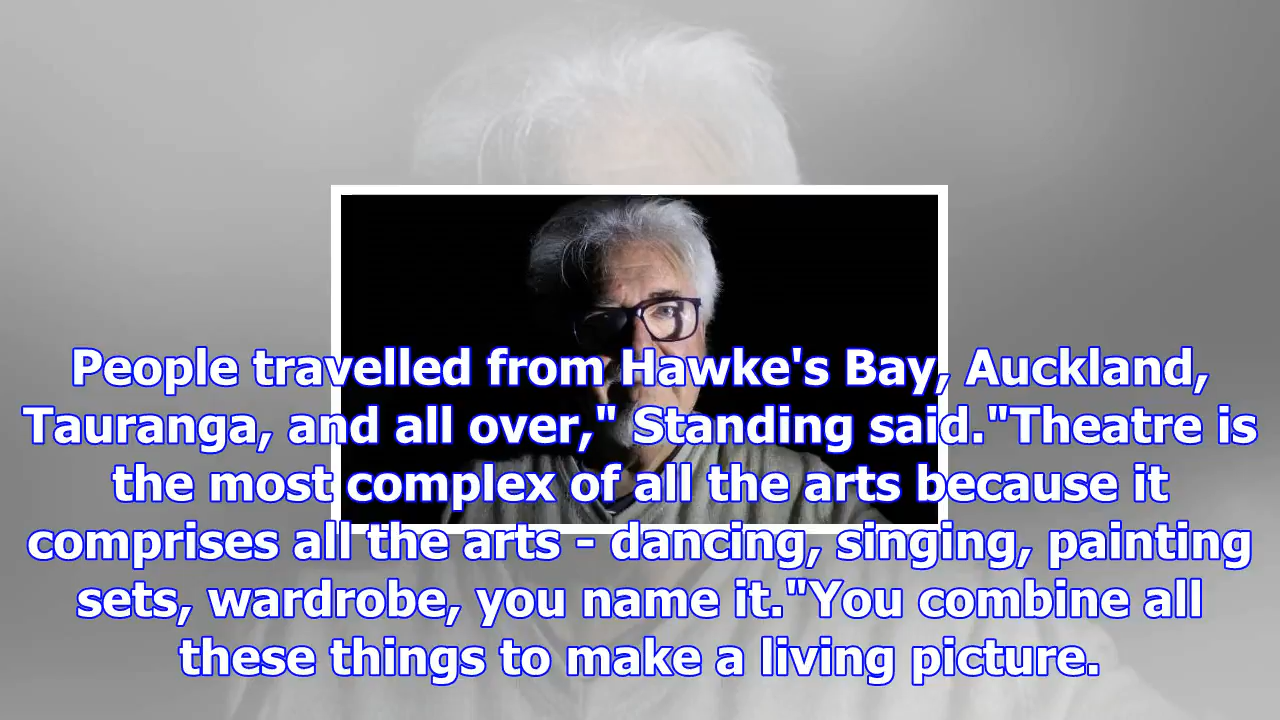 People travelled from Hawke's Bay, Auckland,
Tauranga, and all over," Standing said."Theatre is
the most complex of all the arts because it
comprises all the arts - dancing, singing, painting
sets, wardrobe, you name it."You combine all
these things to make a living picture.